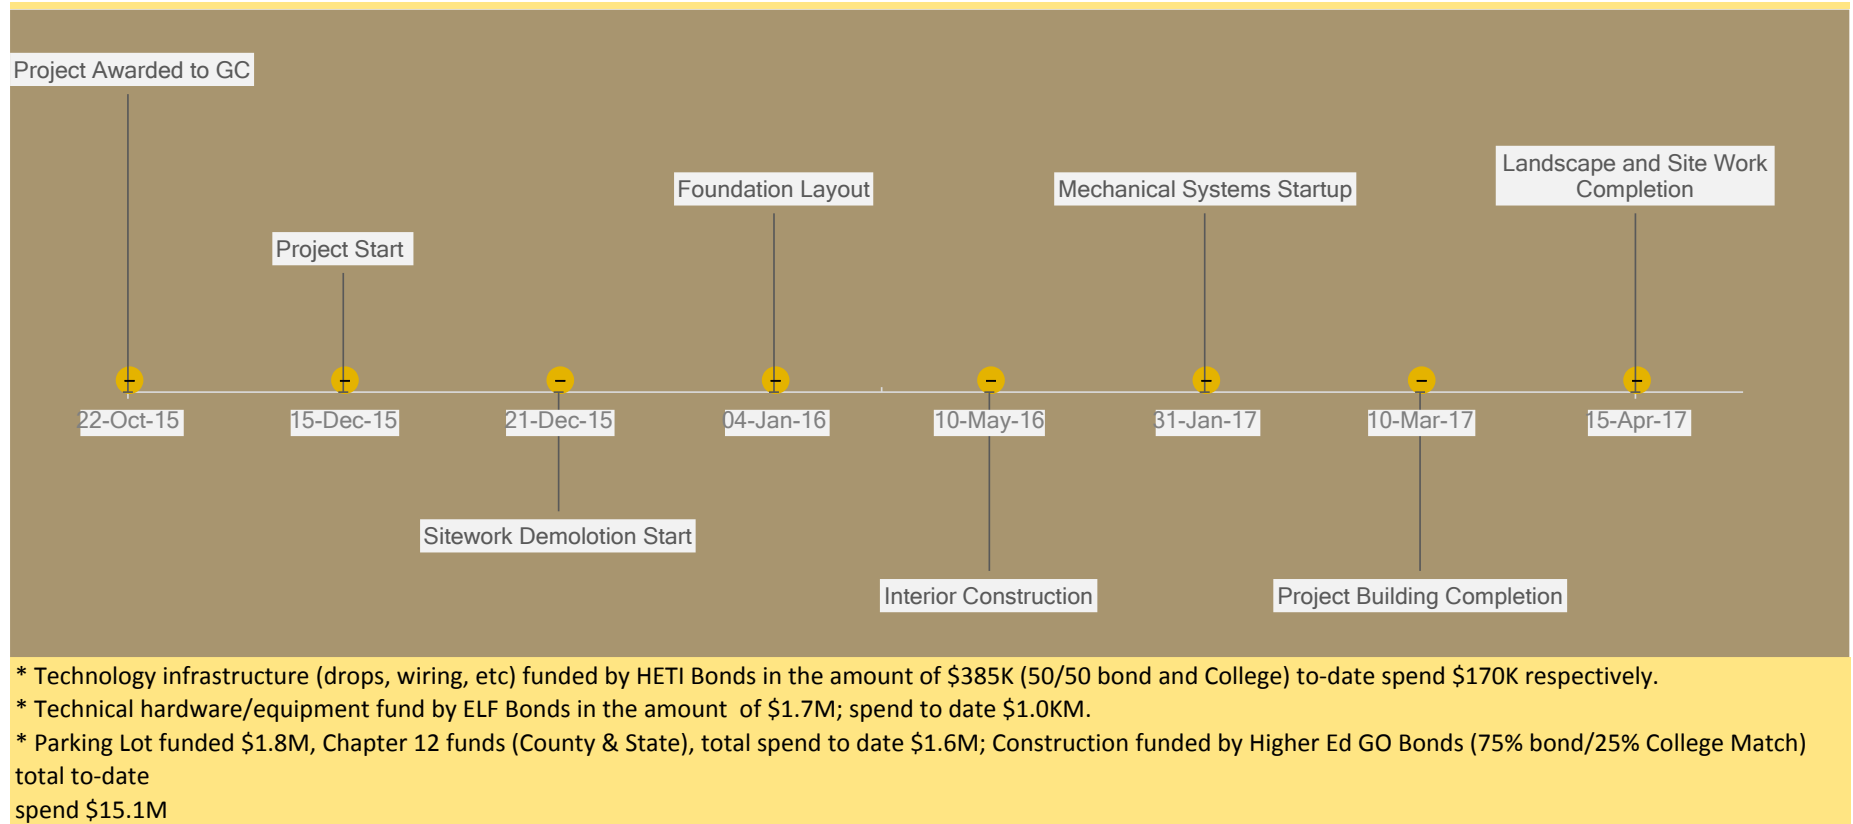 Project Awarded to GC
Landscape and Site Work
Completion
Foundation Layout
Mechanical Systems Startup
Project Start
22-Oct-15
15-Dec-15
21-Dec-15
04-Jan-16
10-May-16
31-Jan-17
10-Mar-17
15-Apr-17
Sitework Demolotion Start
Interior Construction
Project Building Completion
* Technology infrastructure (drops, wiring, etc) funded by HETI Bonds in the amount of $385K (50/50 bond and College) to-date spend $170K respectively.
* Technical hardware/equipment fund by ELF Bonds in the amount  of $1.7M; spend to date $1.0KM.
* Parking Lot funded $1.8M, Chapter 12 funds (County & State), total spend to date $1.6M; Construction funded by Higher Ed GO Bonds (75% bond/25% College Match)
total to-date
spend $15.1M